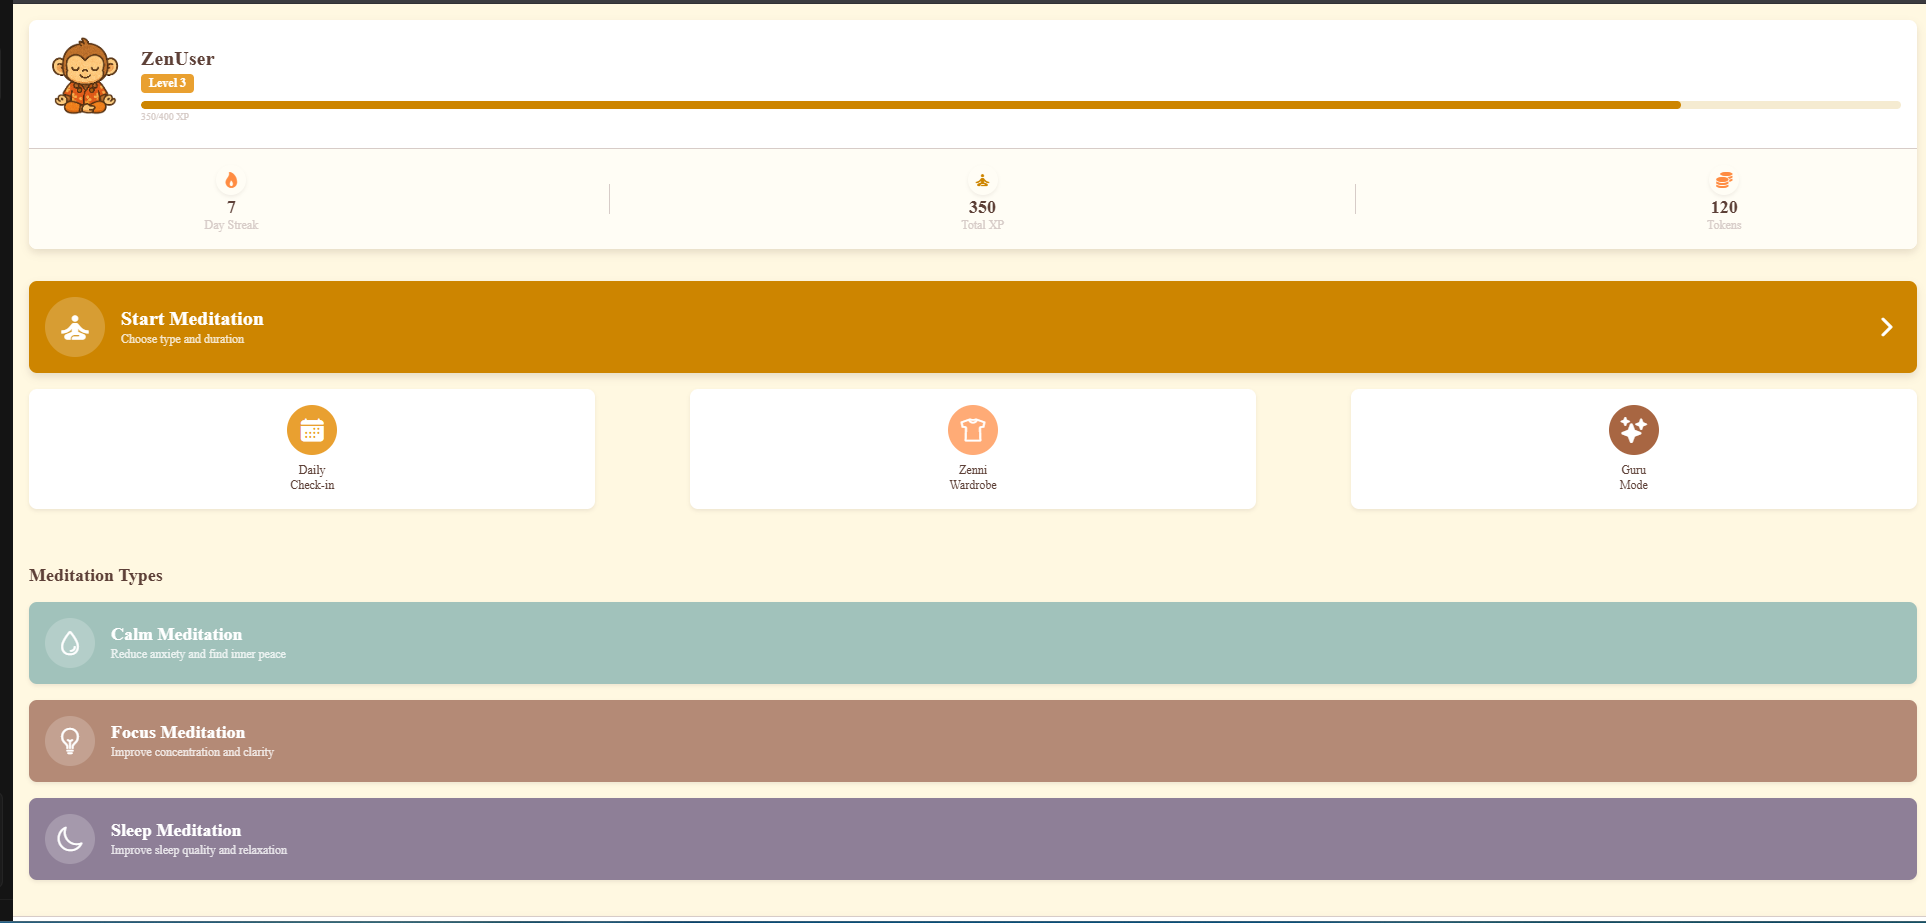 ZenUser
Level 3
350/400 XP
7
Day Streak
350
Total XP
120
Tokens
Start Meditation
Choose type and duration
Daily
Check-in
Zenni
Wardrobe
Guru
Mode
Meditation Types
Calm Meditation
Reduce anxiety and find inner peace
Focus Meditation
Improve concentration and clarity
Sleep Meditation
Improve sleep quality and relaxation